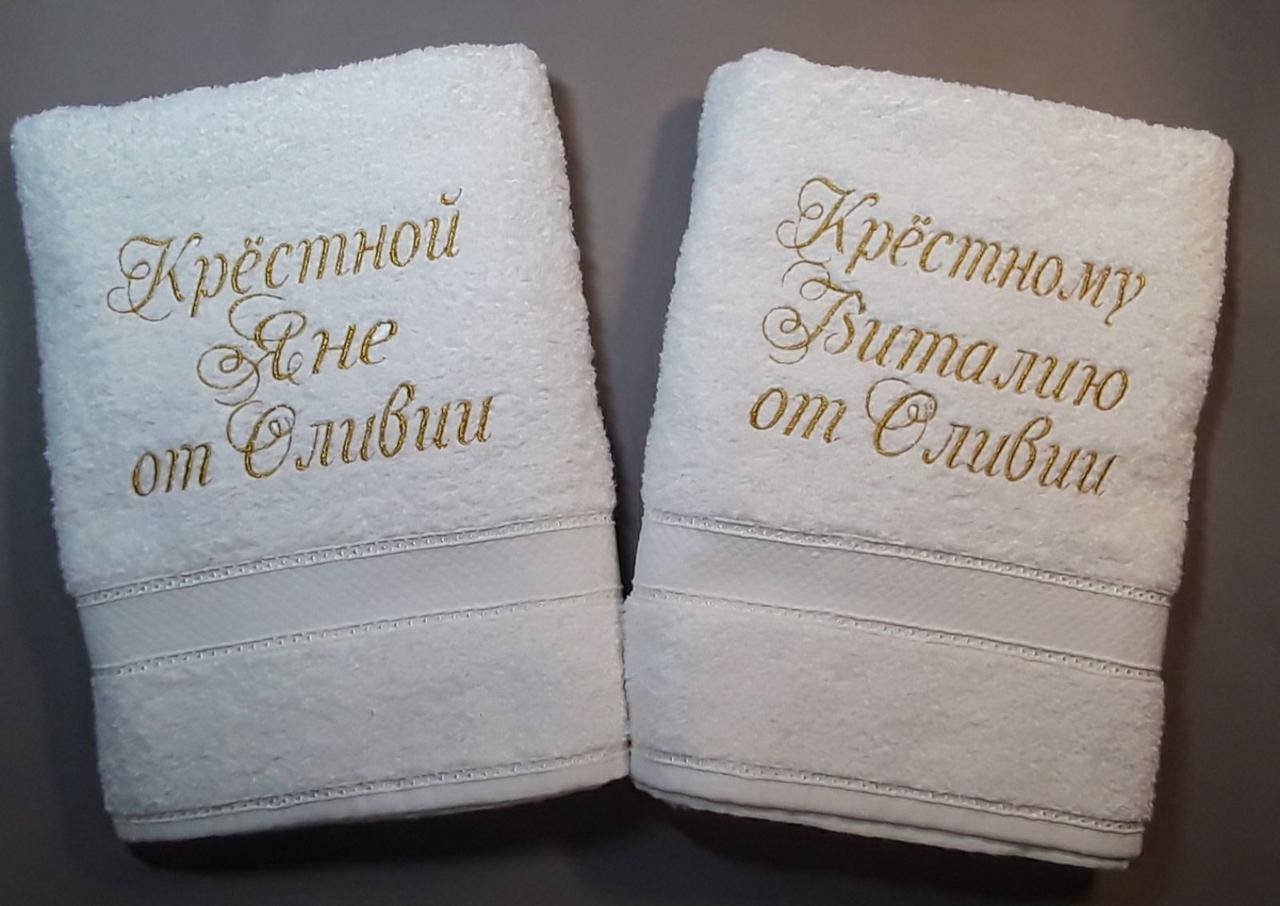 Крёстной
Яне
от Оливии
Крёстному
Виталию
от Оливии